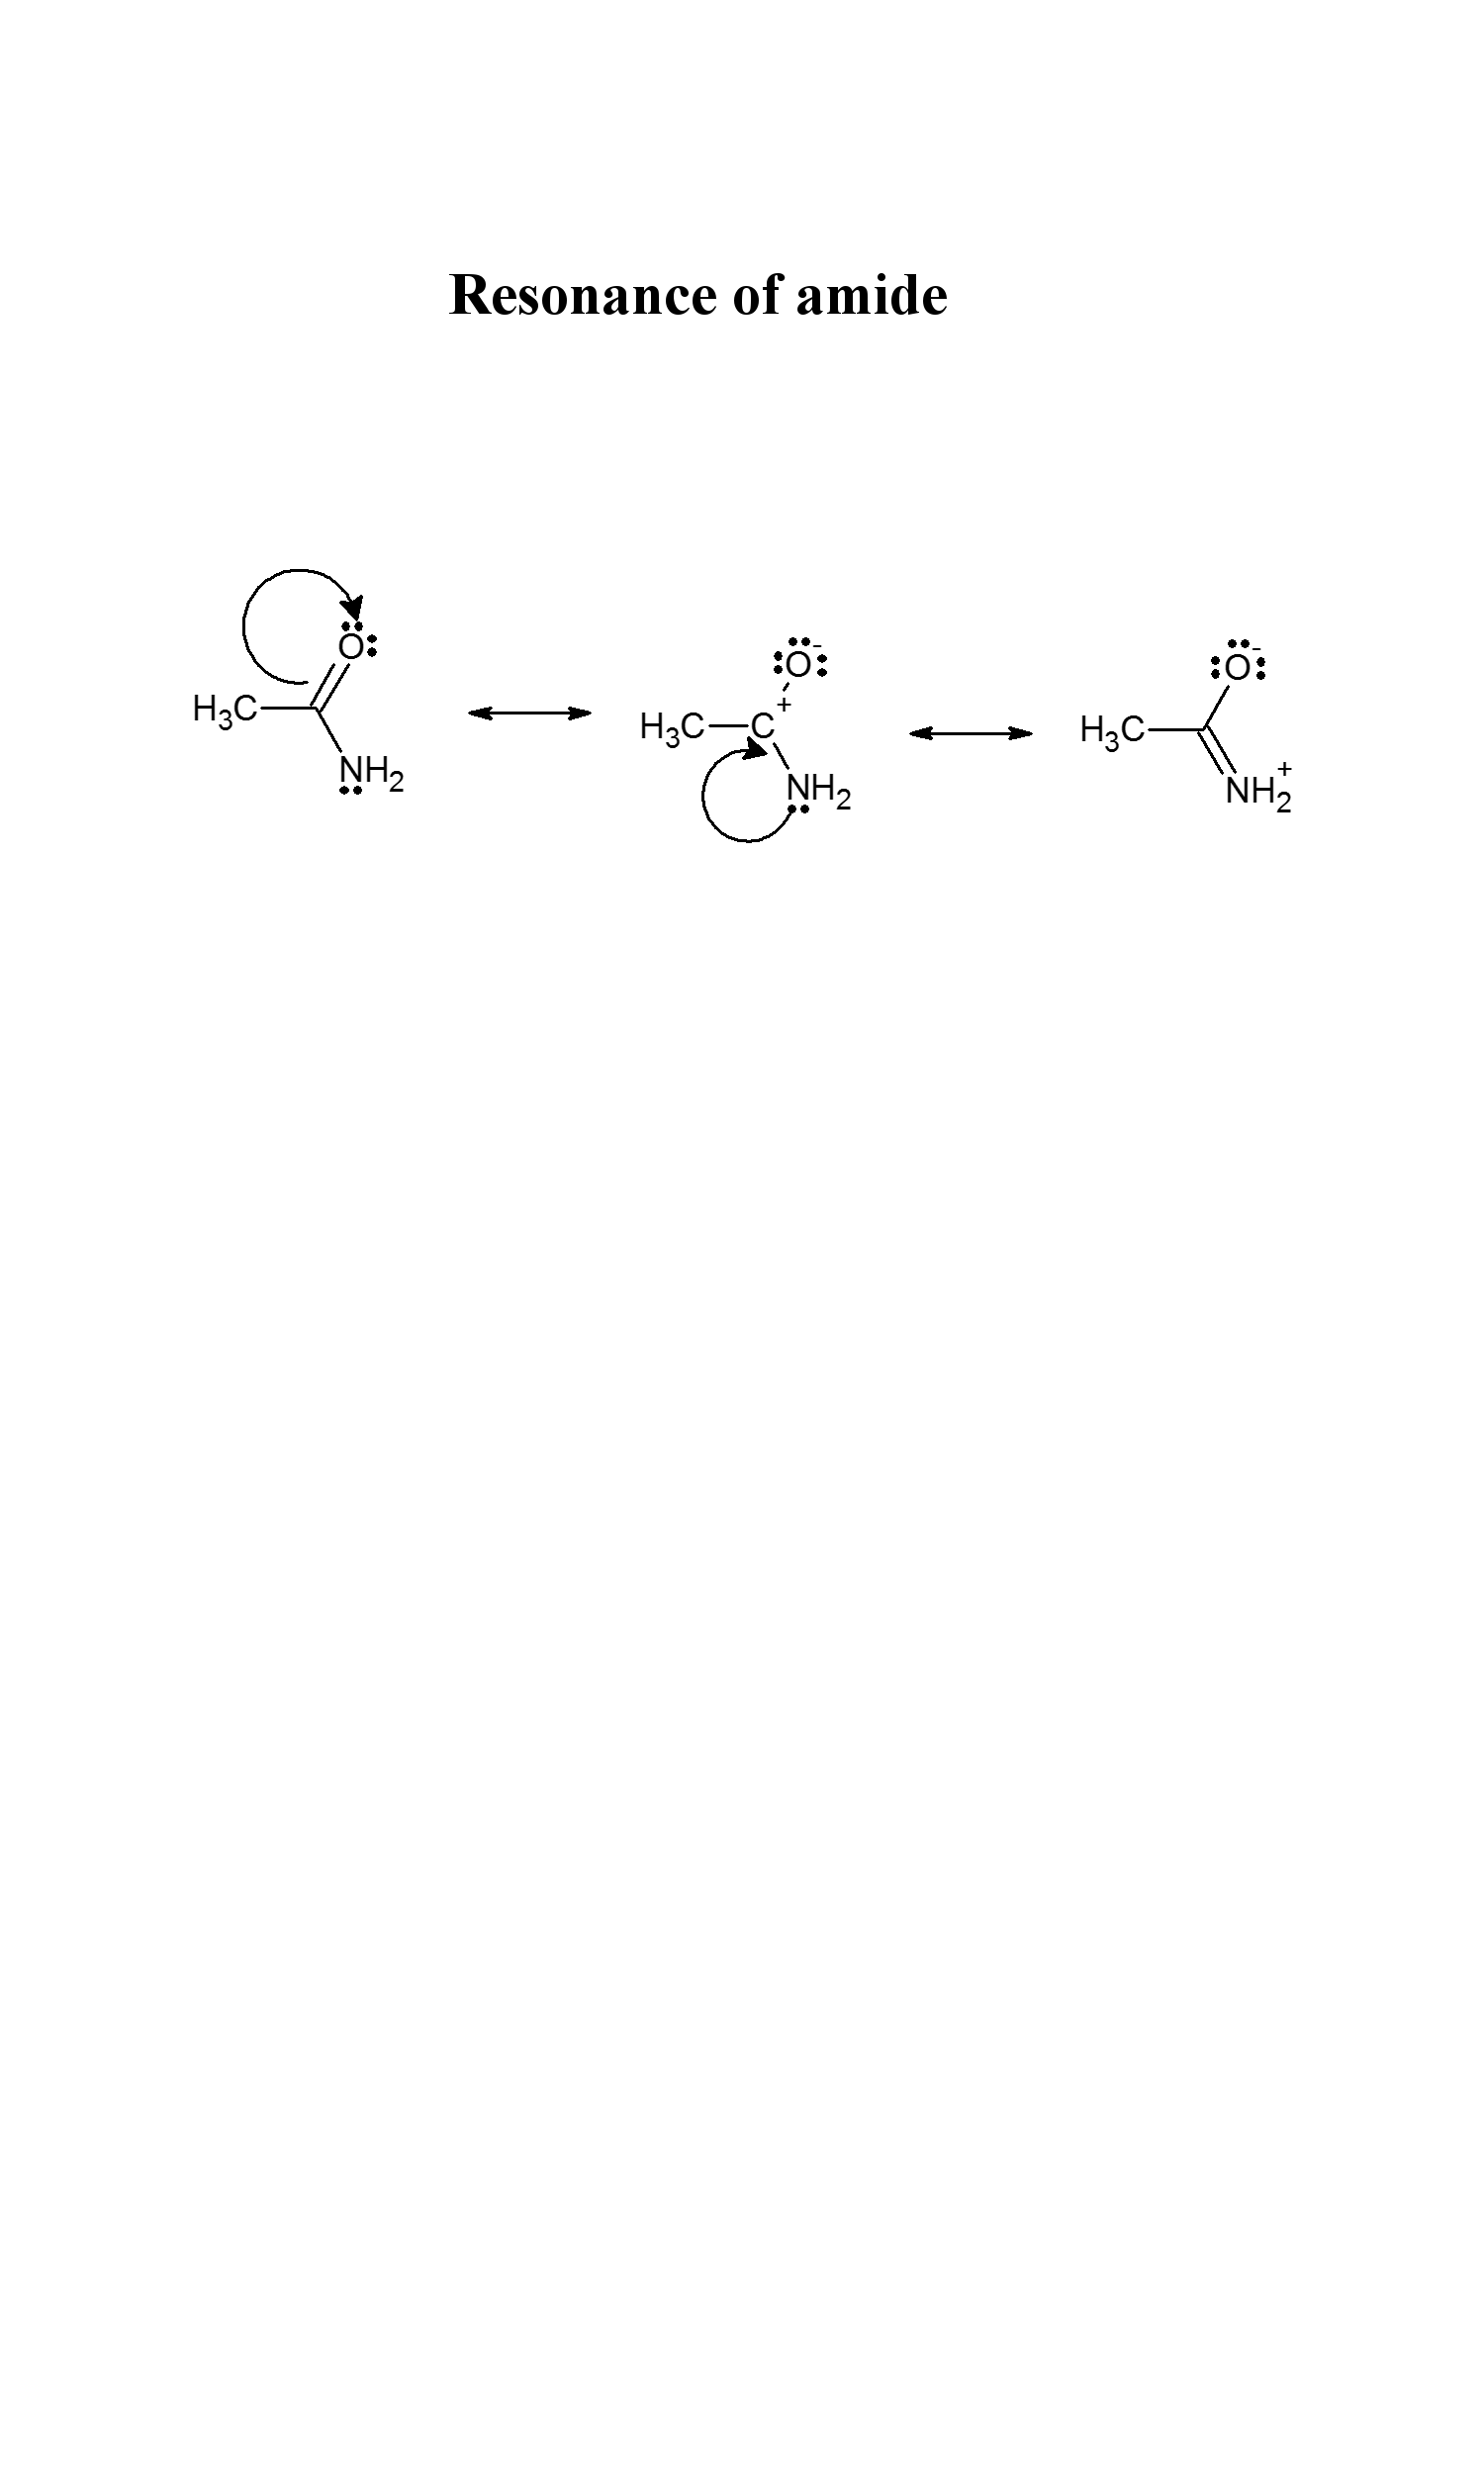 Resonance of amide
O
H3C
NH2
O-
H3C C+
NH2
O-
H3C
NH2+